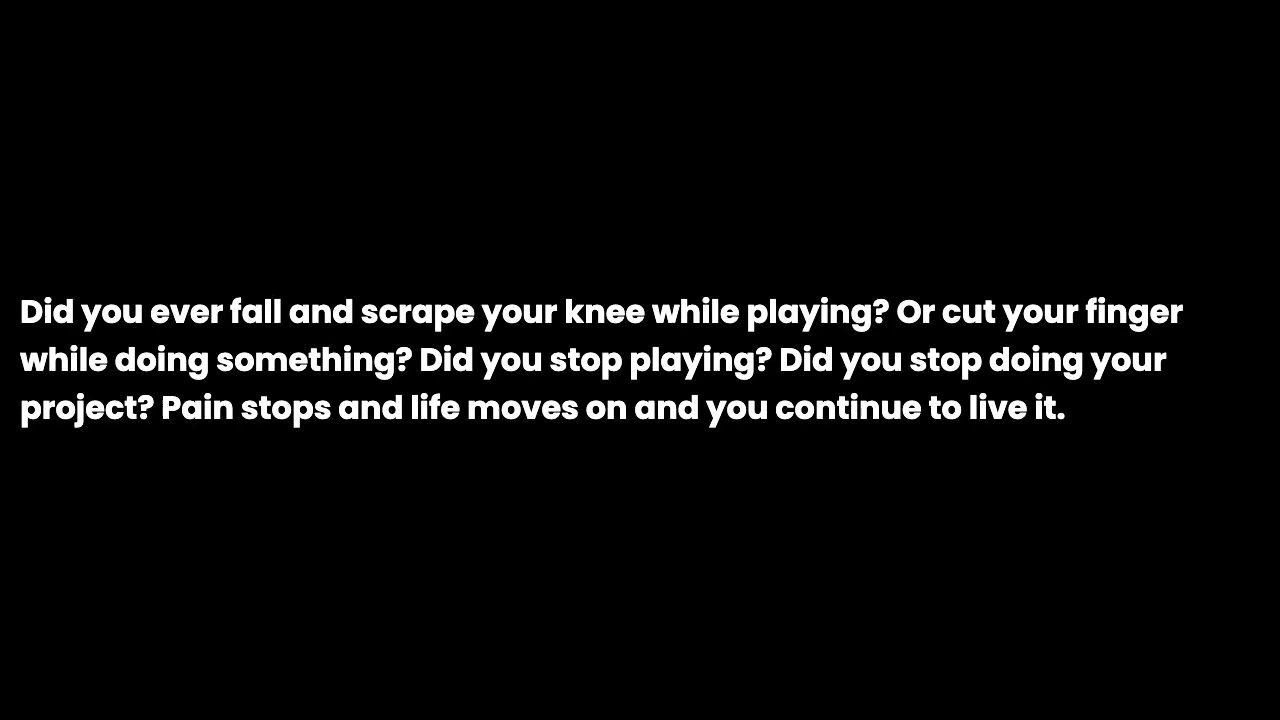 Did you ever fall and scrape your knee while playing? Or cut your finger
while doing something? Did you stop playing? Did you stop doing your
project? Pain stops and life moves on and you continue to live it.